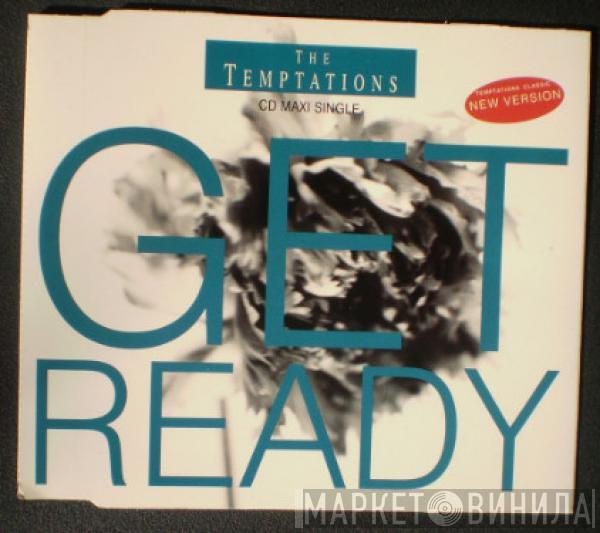 THE
TEMPTATIONS
CD MAXI SINGLE
TEMPTATIONS CLASSIC
NEW VERSION
GET
READY
МАРКЕТ ВИНИЛА